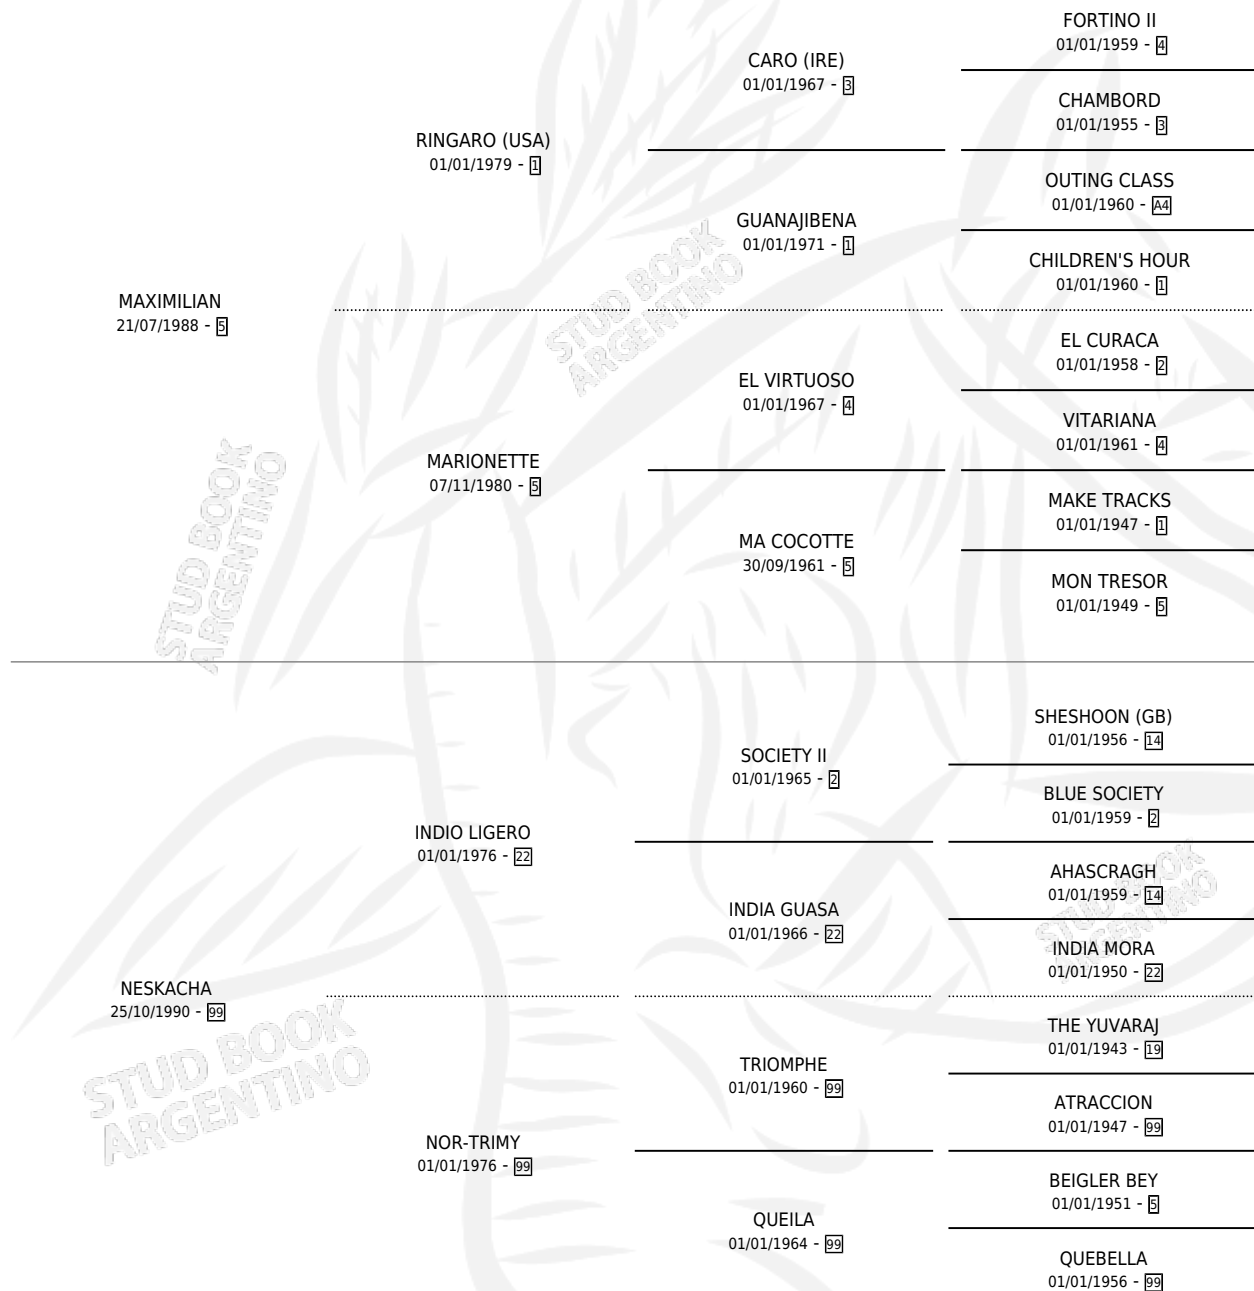 FORTINO II
01/01/1959 - 4
CARO (IRE)
01/01/1967 - 3
CHAMBORD
01/01/1955 - 3
RINGARO (USA)
01/01/1979 - 1
OUTING CLASS
01/01/1960 - A4
GUANAJIBENA
01/01/1971 - 1
CHILDREN'S HOUR
01/01/1960 - 1
MAXIMILIAN
21/07/1988 - 5
EL CURACA
01/01/1958 - 2
EL VIRTUOSO
01/01/1967 - 4
VITARIANA
01/01/1961 - 4
MARIONETTE
07/11/1980 - 5
MAKE TRACKS
01/01/1947 - 1
MA COCOTTE
30/09/1961 - 5
MON TRESOR
01/01/1949 - 5
SHESHOON (GB)
01/01/1956 - 14
SOCIETY II
01/01/1965 - 2
BLUE SOCIETY
01/01/1959 - 2
INDIO LIGERO
01/01/1976 - 22
AHASCRAGH
01/01/1959 - 14
INDIA GUASA
01/01/1966 - 22
INDIA MORA
01/01/1950 - 22
NESKACHA
25/10/1990 - 99
THE YUVARAJ
01/01/1943 - 19
TRIOMPHE
01/01/1960 - 99
ATRACCION
01/01/1947 - 99
NOR-TRIMY
01/01/1976 - 99
BEIGLER BEY
01/01/1951 - 5
QUEILA
01/01/1964 - 99
QUEBELLA
01/01/1956 - 99
STUD BOOK
ARGENTINO
STUD BOOK
ARGENTINO
STUD BOOK
ARGENTINO
STUD BOOK
ARGENTINO